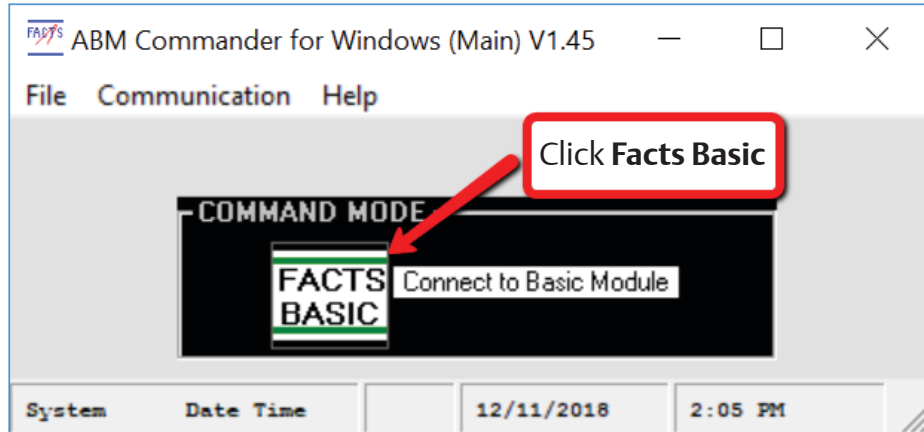 FACTS ABM Commander for Windows (Main) V1.45
File Communication Help
Click Facts Basic
COMMAND MODE
FACTS
BASIC
Connect to Basic Module
System Date Time 12/11/2018 2:05 PM